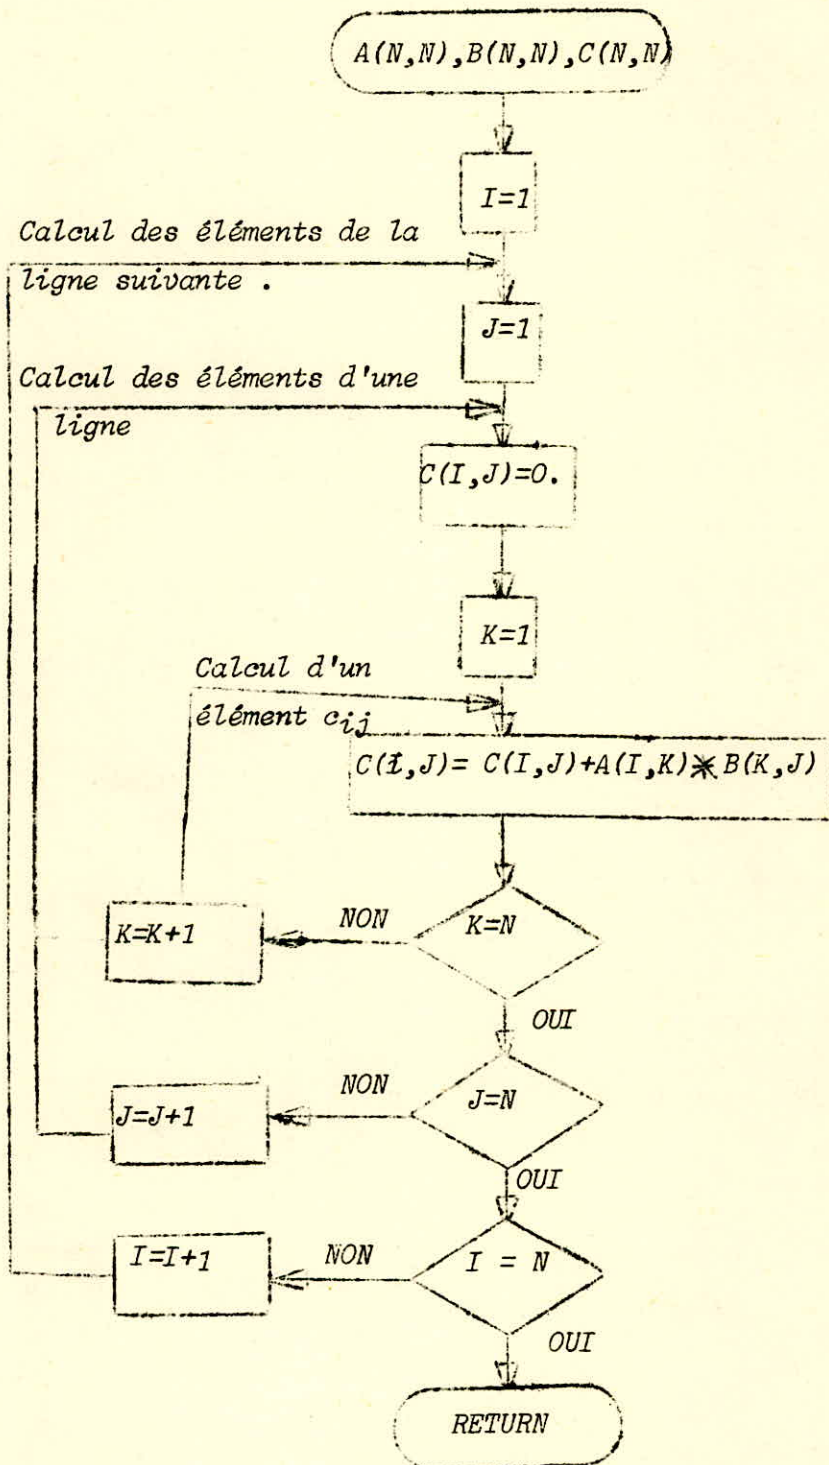 A(N,N),B(N,N),C(N,N)
I=1
Calcul des éléments de la
ligne suivante .
J=1
Calcul des éléments d'une
ligne
C(I,J)=0.
K=1
Calcul d'un
élément cij
C(I,J)= C(I,J)+A(I,K)*B(K,J)
K=N
NON
K=K+1
OUI
J=N
NON
J=J+1
OUI
I = N
NON
I=I+1
OUI
RETURN